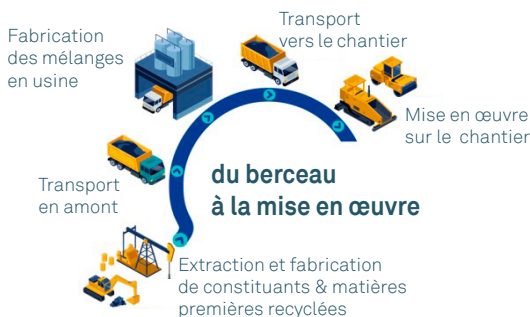 Transport
vers le chantier
Fabrication
des mélanges
en usine
Mise en œuvre
sur le chantier
du berceau
à la mise en œuvre
Transport
en amont
Extraction et fabrication
de constituants & matières
premières recyclées